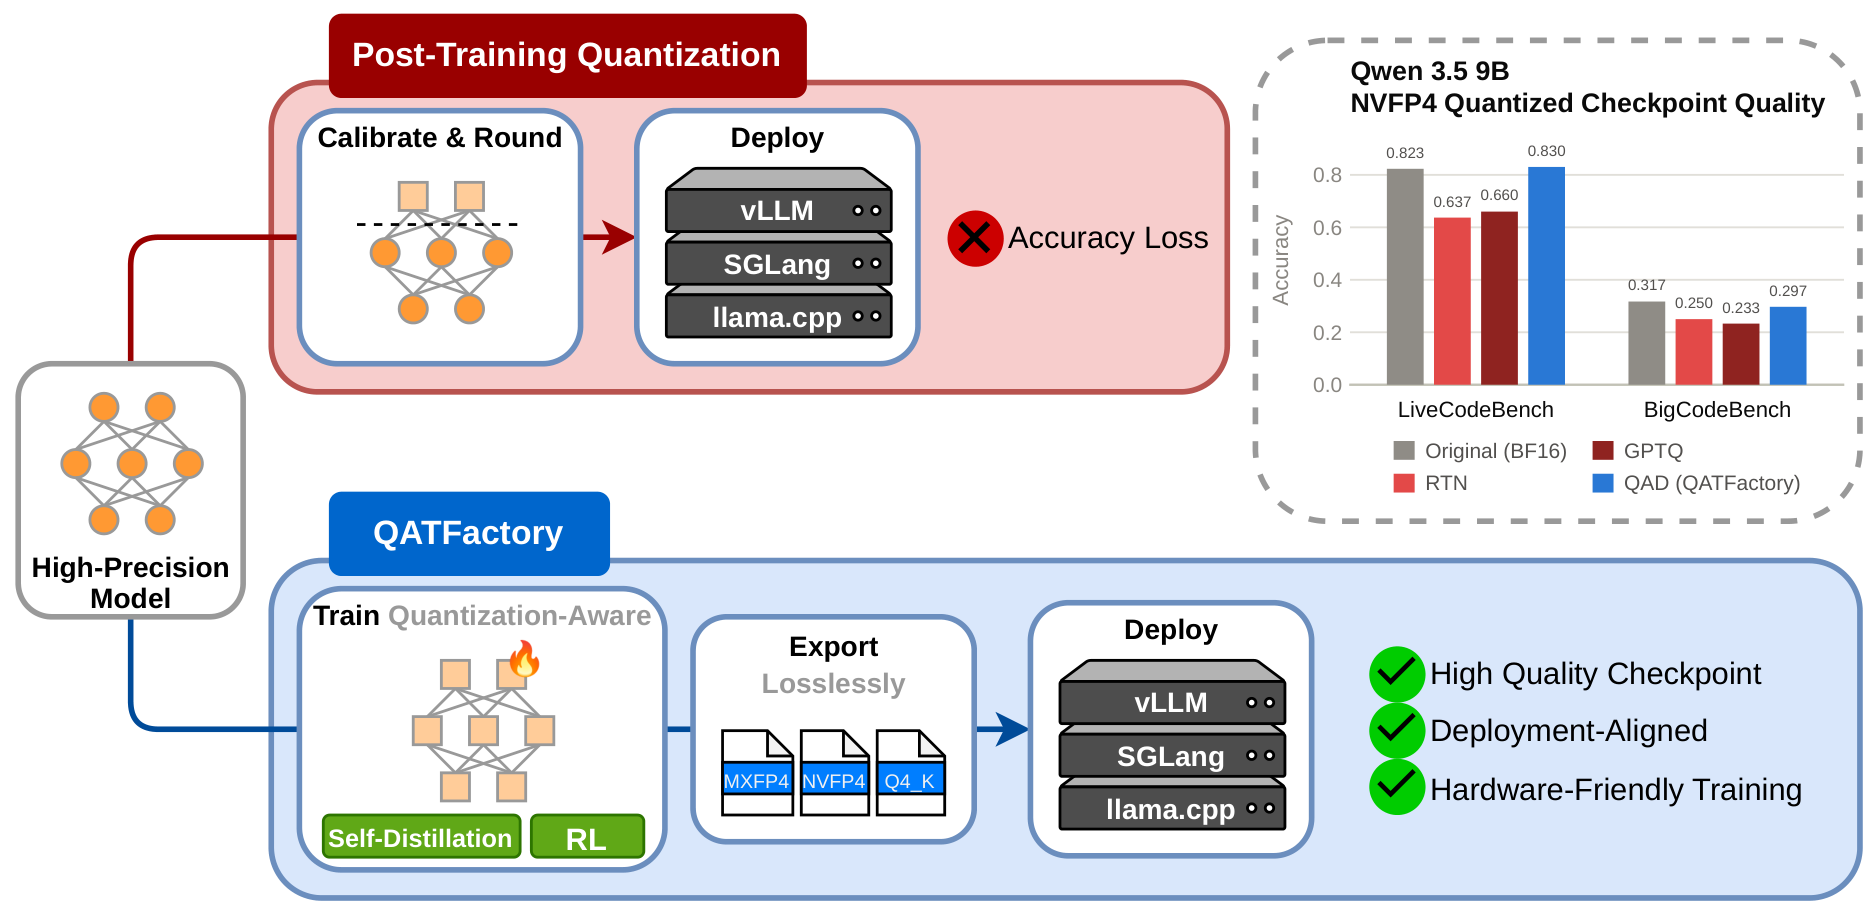 Post-Training Quantization
Calibrate & Round
Deploy
vLLM
SGLang
llama.cpp
Accuracy Loss
High-Precision
Model
Qwen 3.5 9B
NVFP4 Quantized Checkpoint Quality
Accuracy
0.8
0.6
0.4
0.2
0.0
0.823
0.637
0.660
0.830
0.317
0.250
0.233
0.297
LiveCodeBench
BigCodeBench
Original (BF16)
GPTQ
RTN
QAD (QATFactory)
QATFactory
Train Quantization-Aware
Self-Distillation
RL
Export
Losslessly
MXFP4
NVFP4
Q4_K
Deploy
vLLM
SGLang
llama.cpp
High Quality Checkpoint
Deployment-Aligned
Hardware-Friendly Training